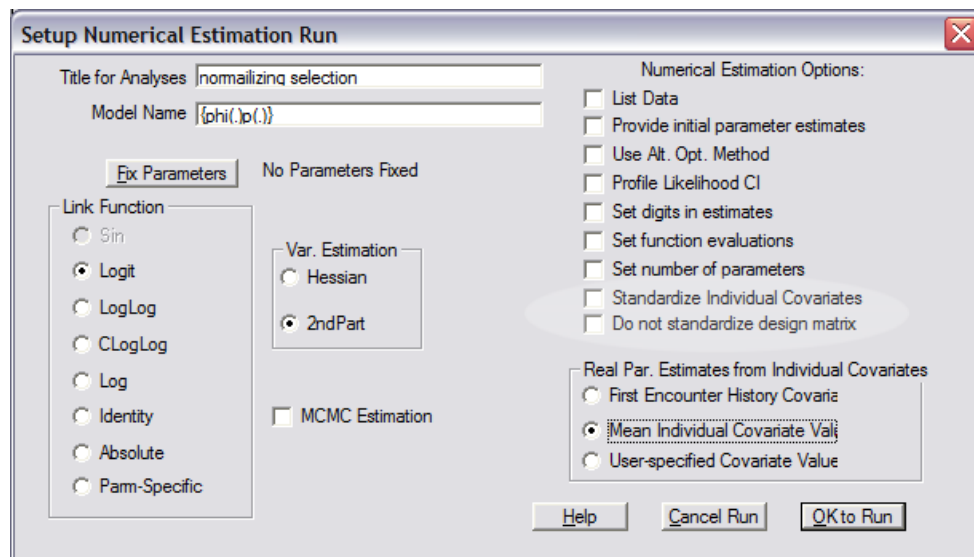 Setup Numerical Estimation Run
Title for Analyses normailizing selection
Model Name {phi(.)p(.)}
Fix Parameters No Parameters Fixed
Link Function
Sin
Logit
LogLog
CLogLog
Log
Identity
Absolute
Parm-Specific
Var. Estimation
Hessian
2ndPart
MCMC Estimation
Numerical Estimation Options:
List Data
Provide initial parameter estimates
Use Alt. Opt. Method
Profile Likelihood CI
Set digits in estimates
Set function evaluations
Set number of parameters
Standardize Individual Covariates
Do not standardize design matrix
Real Par. Estimates from Individual Covariates
First Encounter History Covaria
Mean Individual Covariate Valu
User-specified Covariate Value
Help Cancel Run OK to Run